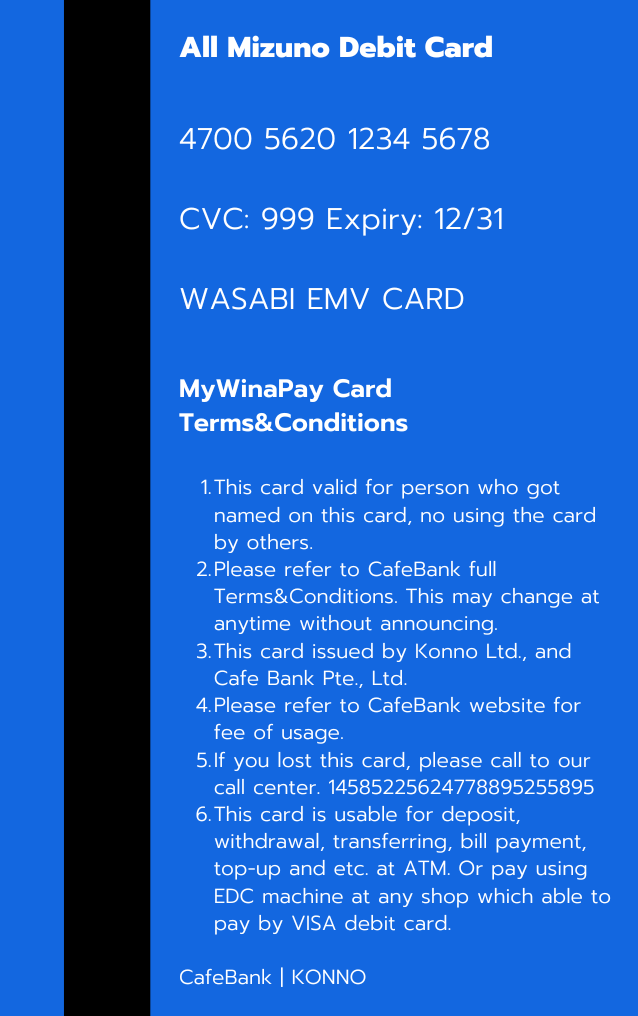 All Mizuno Debit Card
4700 5620 1234 5678
CVC: 999 Expiry: 12/31
WASABI EMV CARD
MyWinaPay Card
Terms&Conditions
1. This card valid for person who got
named on this card, no using the card
by others.
2. Please refer to CafeBank full
Terms&Conditions. This may change at
anytime without announcing.
3. This card issued by Konno Ltd., and
Cafe Bank Pte., Ltd.
4. Please refer to CafeBank website for
fee of usage.
5. If you lost this card, please call to our
call center. 14585225624778895255895
6. This card is usable for deposit,
withdrawal, transferring, bill payment,
top-up and etc. at ATM. Or pay using
EDC machine at any shop which able to
pay by VISA debit card.
CafeBank | KONNO